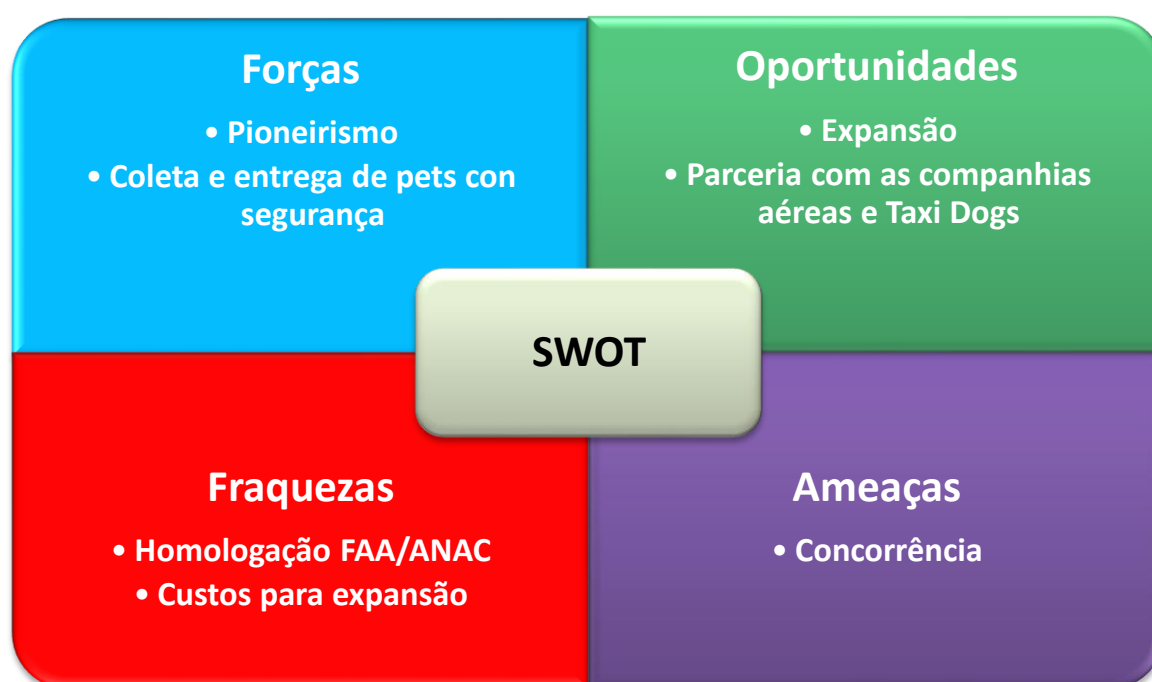 Forças
• Pioneirismo
• Coleta e entrega de pets con
segurança
Oportunidades
• Expansão
• Parceria com as companhias
aéreas e Taxi Dogs
SWOT
Fraquezas
• Homologação FAA/ANAC
• Custos para expansão
Ameaças
• Concorrência